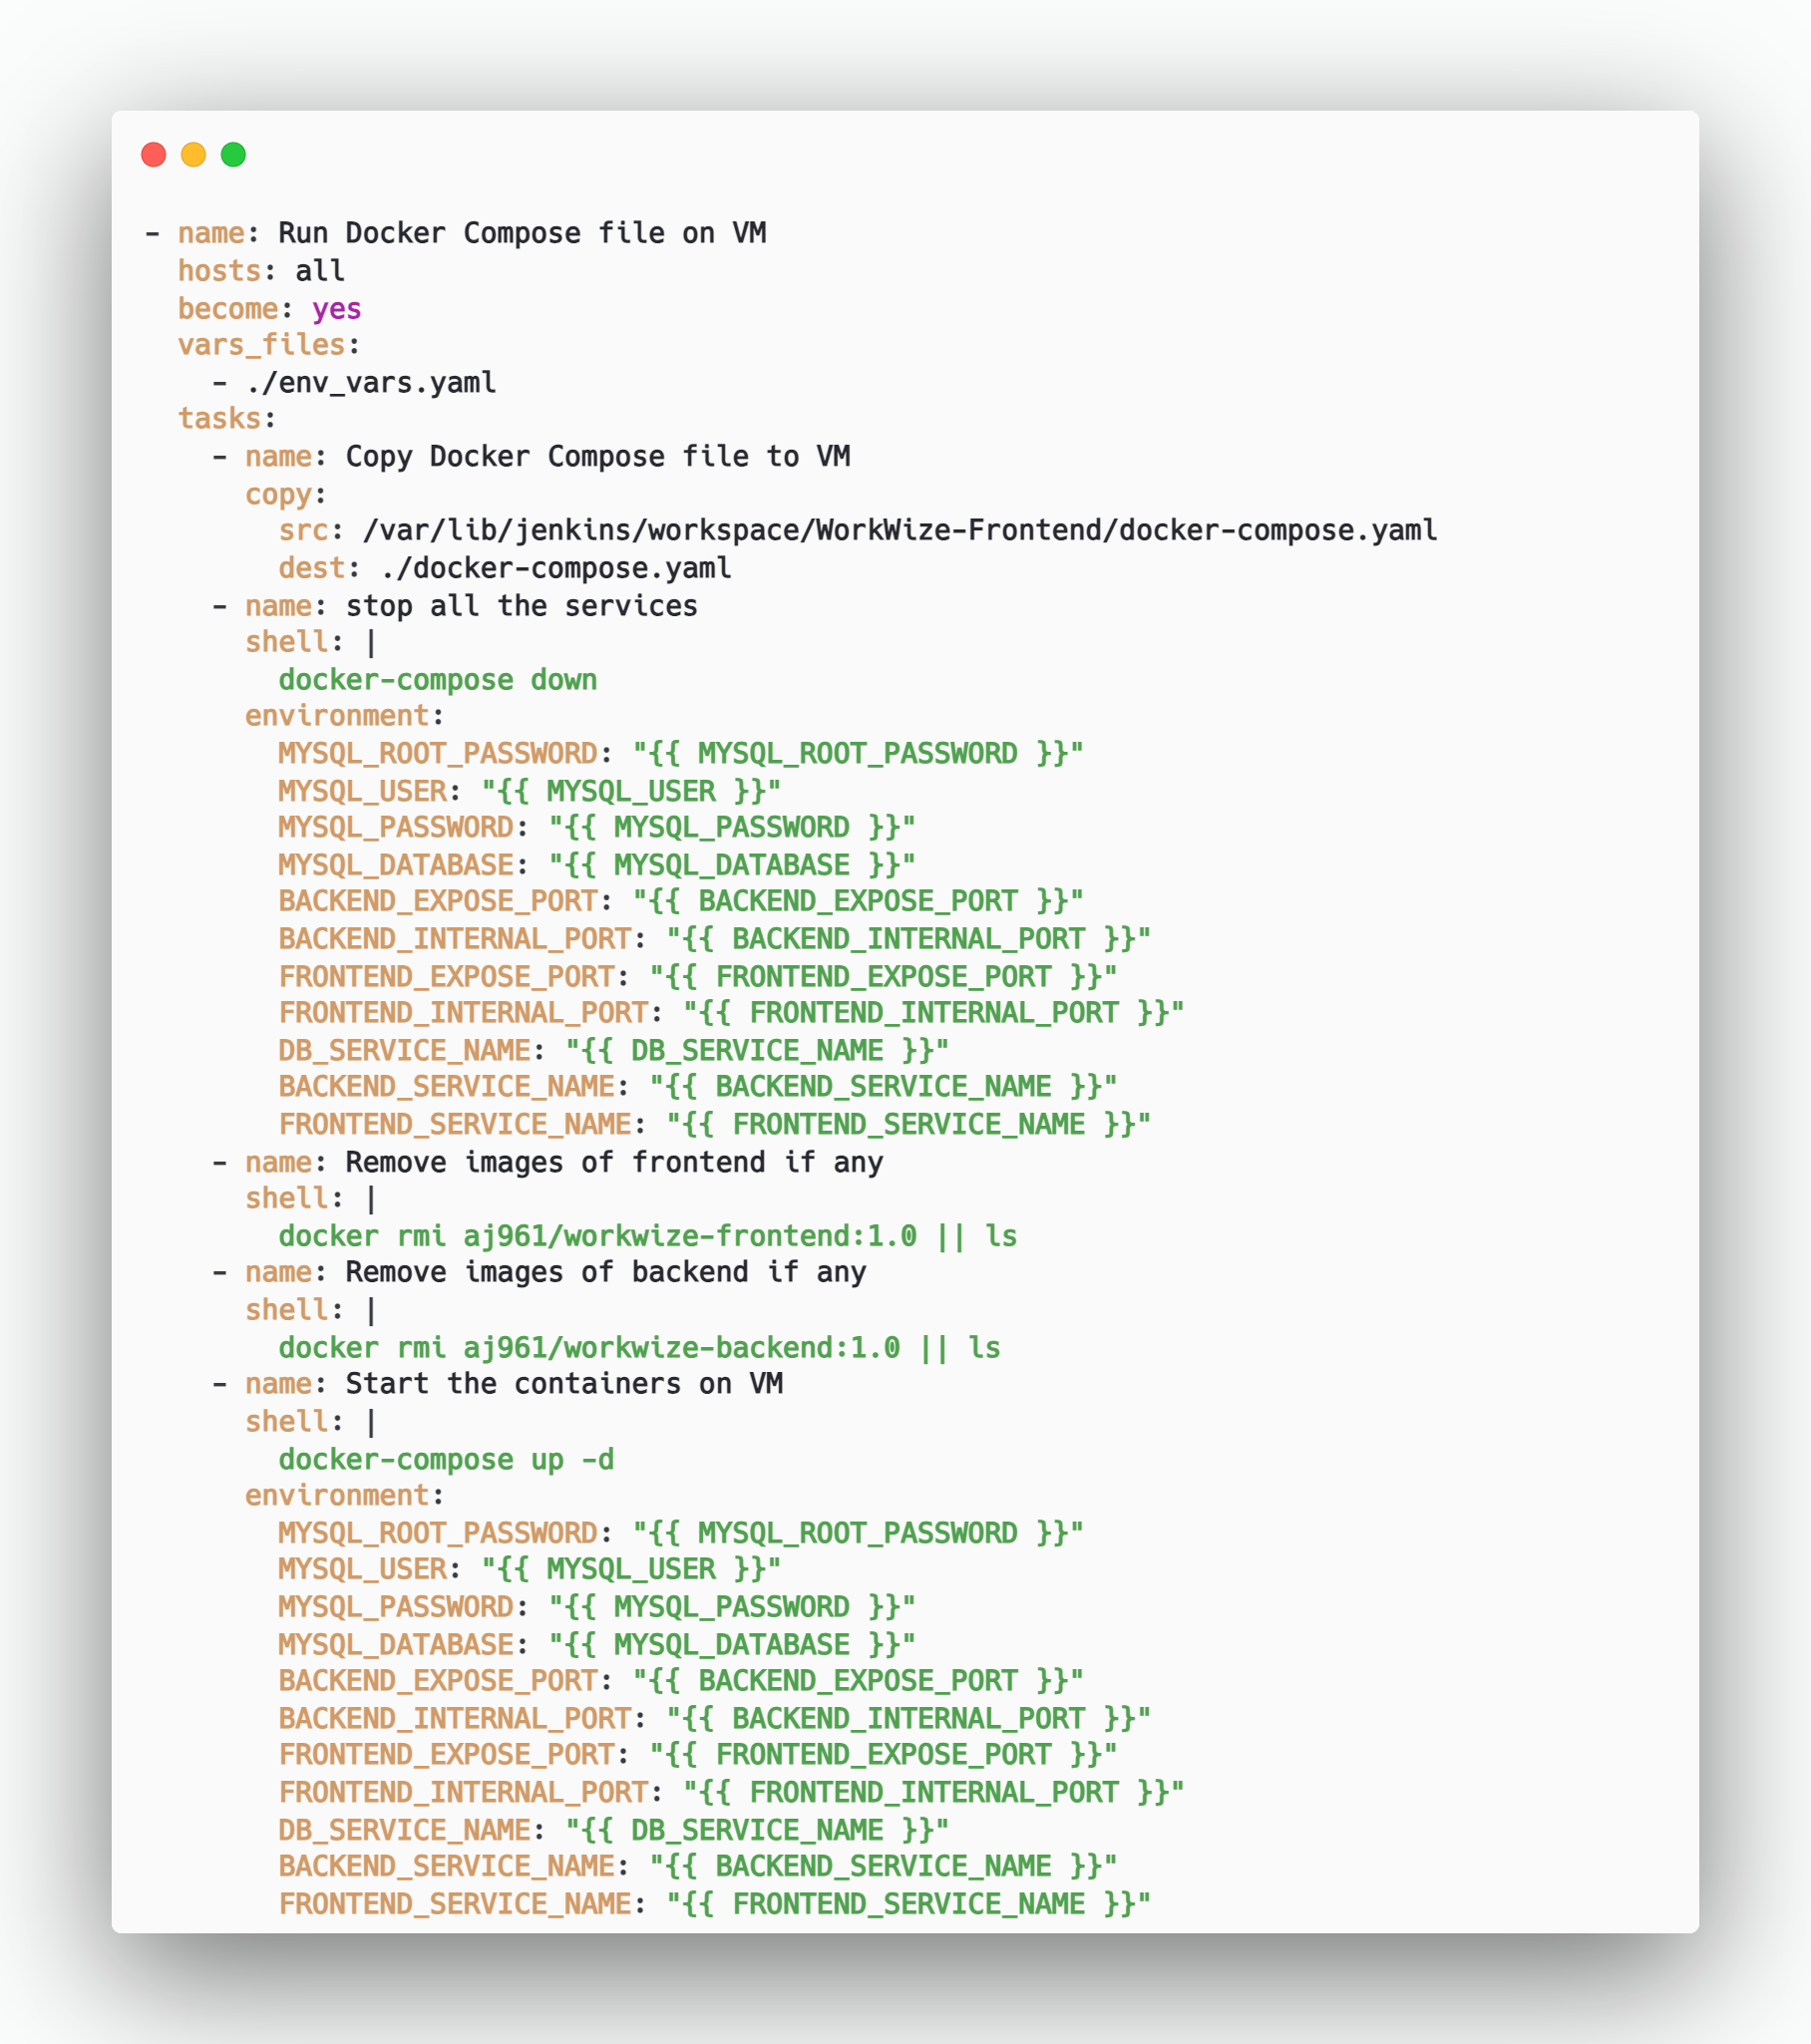 - name: Run Docker Compose file on VM
  hosts: all
  become: yes
  vars_files:
    - ./env_vars.yaml
  tasks:
    - name: Copy Docker Compose file to VM
      copy:
        src: /var/lib/jenkins/workspace/WorkWize-Frontend/docker-compose.yaml
        dest: ./docker-compose.yaml
    - name: stop all the services
      shell: |
        docker-compose down
      environment:
        MYSQL_ROOT_PASSWORD: "{{ MYSQL_ROOT_PASSWORD }}"
        MYSQL_USER: "{{ MYSQL_USER }}"
        MYSQL_PASSWORD: "{{ MYSQL_PASSWORD }}"
        MYSQL_DATABASE: "{{ MYSQL_DATABASE }}"
        BACKEND_EXPOSE_PORT: "{{ BACKEND_EXPOSE_PORT }}"
        BACKEND_INTERNAL_PORT: "{{ BACKEND_INTERNAL_PORT }}"
        FRONTEND_EXPOSE_PORT: "{{ FRONTEND_EXPOSE_PORT }}"
        FRONTEND_INTERNAL_PORT: "{{ FRONTEND_INTERNAL_PORT }}"
        DB_SERVICE_NAME: "{{ DB_SERVICE_NAME }}"
        BACKEND_SERVICE_NAME: "{{ BACKEND_SERVICE_NAME }}"
        FRONTEND_SERVICE_NAME: "{{ FRONTEND_SERVICE_NAME }}"
    - name: Remove images of frontend if any
      shell: |
        docker rmi aj961/workwize-frontend:1.0 || ls
    - name: Remove images of backend if any
      shell: |
        docker rmi aj961/workwize-backend:1.0 || ls
    - name: Start the containers on VM
      shell: |
        docker-compose up -d
      environment:
        MYSQL_ROOT_PASSWORD: "{{ MYSQL_ROOT_PASSWORD }}"
        MYSQL_USER: "{{ MYSQL_USER }}"
        MYSQL_PASSWORD: "{{ MYSQL_PASSWORD }}"
        MYSQL_DATABASE: "{{ MYSQL_DATABASE }}"
        BACKEND_EXPOSE_PORT: "{{ BACKEND_EXPOSE_PORT }}"
        BACKEND_INTERNAL_PORT: "{{ BACKEND_INTERNAL_PORT }}"
        FRONTEND_EXPOSE_PORT: "{{ FRONTEND_EXPOSE_PORT }}"
        FRONTEND_INTERNAL_PORT: "{{ FRONTEND_INTERNAL_PORT }}"
        DB_SERVICE_NAME: "{{ DB_SERVICE_NAME }}"
        BACKEND_SERVICE_NAME: "{{ BACKEND_SERVICE_NAME }}"
        FRONTEND_SERVICE_NAME: "{{ FRONTEND_SERVICE_NAME }}"